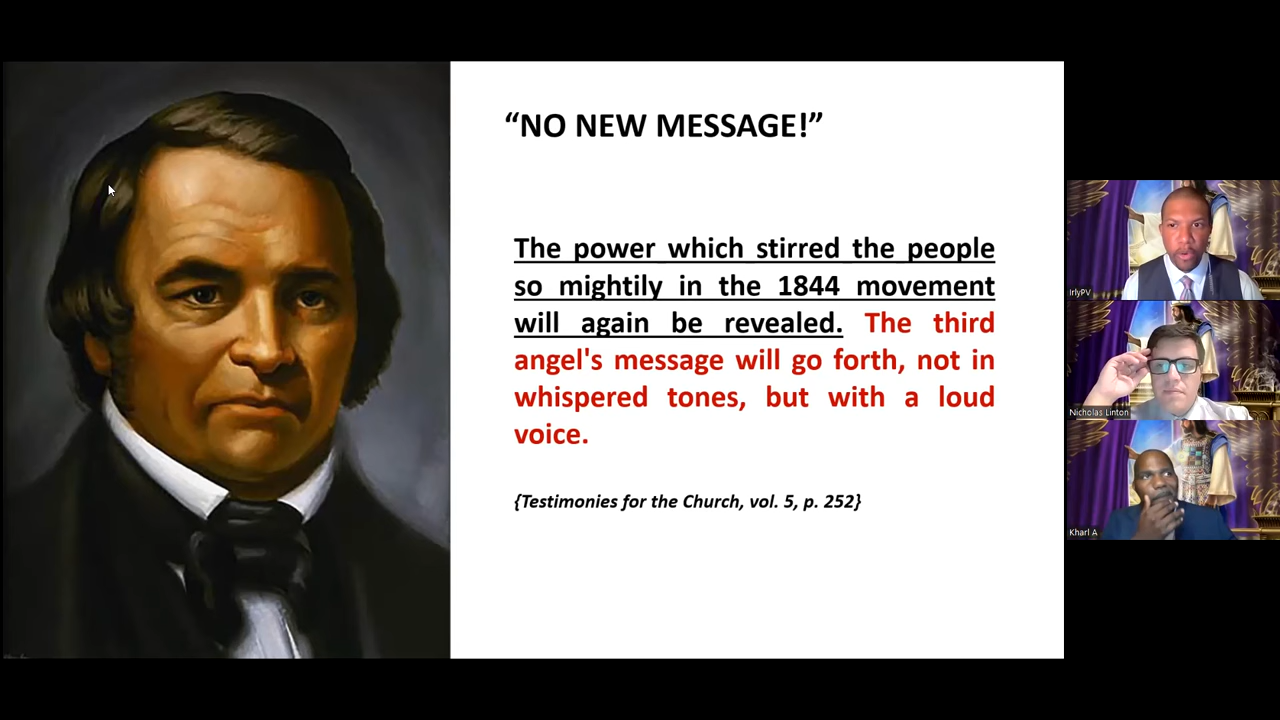 “NO NEW MESSAGE!”
The power which stirred the people
so mightily in the 1844 movement
will again be revealed. The third
angel's message will go forth, not in
whispered tones, but with a loud
voice.
{Testimonies for the Church, vol. 5, p. 252}
IrlyPV
Nicholas Linton
Kharl A